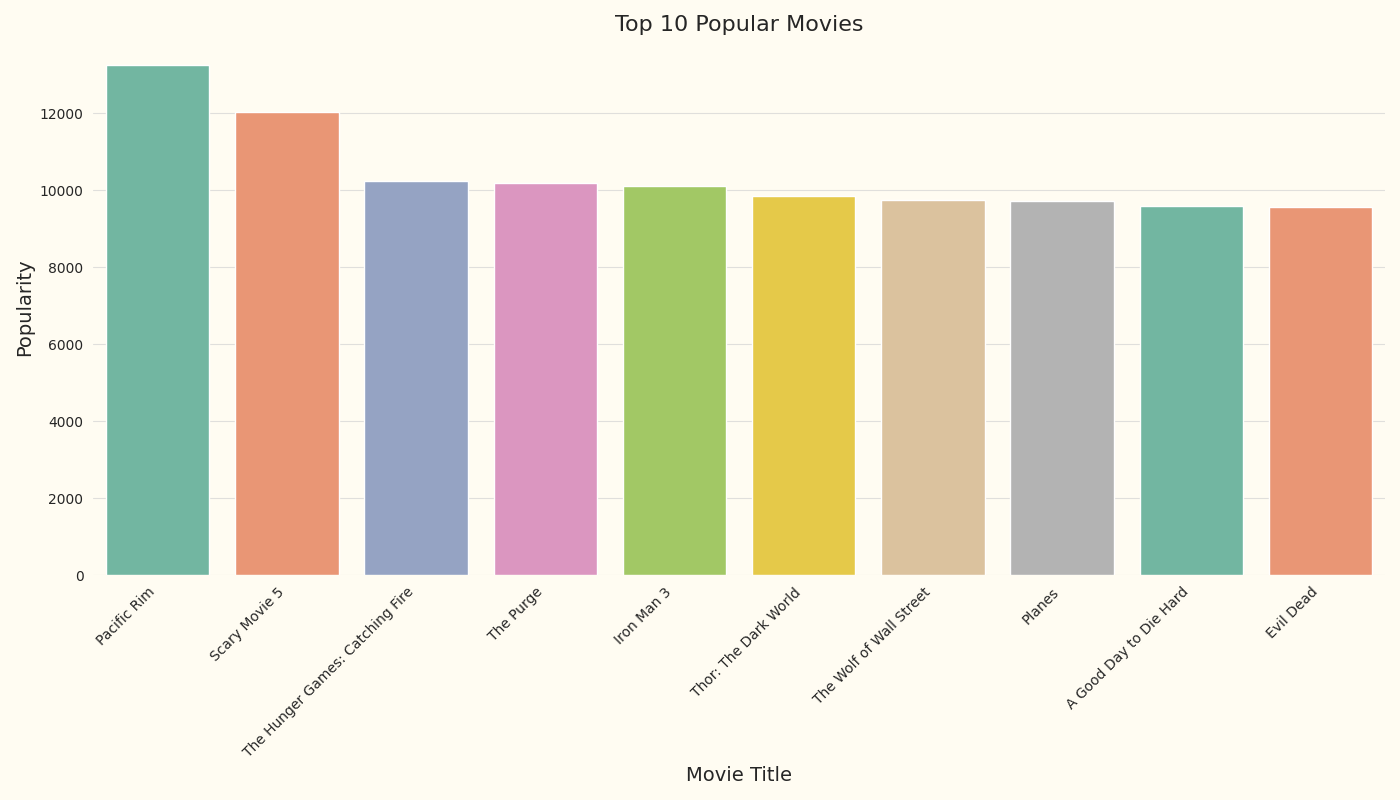 Top 10 Popular Movies
Popularity
12000
10000
8000
6000
4000
2000
0
Pacific Rim
Scary Movie 5
The Hunger Games: Catching Fire
The Purge
Iron Man 3
Thor: The Dark World
The Wolf of Wall Street
Planes
A Good Day to Die Hard
Evil Dead
Movie Title